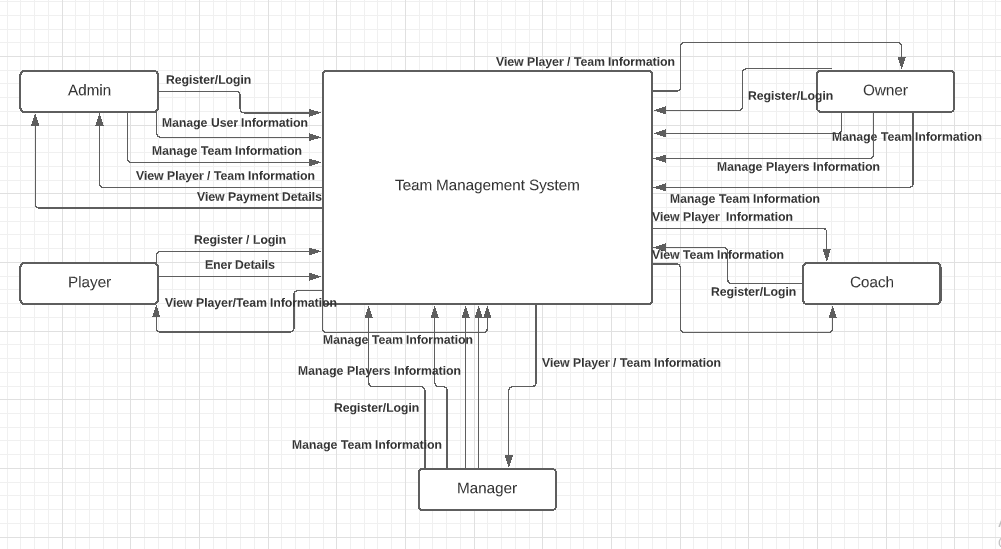 View Player / Team Information
Register/Login
Admin
Owner
Register/Login
Manage User Information
Manage Team Information
Manage Team Information
Manage Players Information
View Player / Team Information
Team Management System
View Payment Details
Manage Team Information
View Player Information
Register / Login
View Team Information
Ener Details
Player
Coach
Register/Login
View Player/Team Information
Manage Team Information
View Player / Team Information
Manage Players Information
Register/Login
Manage Team Information
Manager